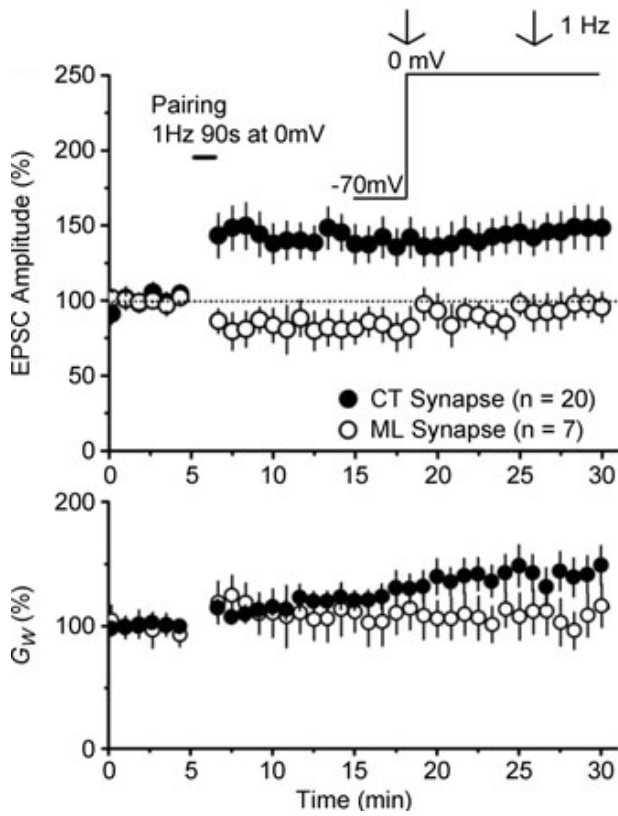 1 Hz
0 mV
Pairing
1Hz 90s at 0mV
-70mV
EPSC Amplitude (%)
250
200
150
100
50
0
CT Synapse (n = 20)
ML Synapse (n = 7)
0 5 10 15 20 25 30
GW (%)
200
100
0
0 5 10 15 20 25 30
Time (min)